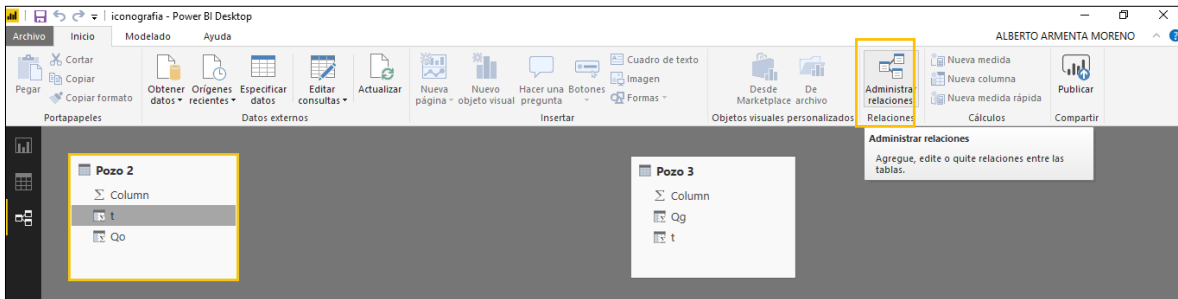 iconografia - Power BI Desktop
Archivo Inicio Modelado Ayuda ALBERTO ARMENTA MORENO
Pegar
Cortar
Copiar
Copiar formato
Portapapeles
Obtener datos
Orígenes recientes
Especificar datos
Editar consultas
Actualizar
Datos externos
Nueva página
Nuevo objeto visual
Hacer una pregunta
Botones
Cuadro de texto
Imagen
Formas
Insertar
Desde Marketplace
De archivo
Objetos visuales personalizados
Administrar relaciones
Relaciones
Nueva medida
Nueva columna
Nueva medida rápida
Cálculos
Publicar
Compartir
Administrar relaciones
Agregue, edite o quite relaciones entre las
tablas.
Pozo 2
Σ Column
t
Qo
Pozo 3
Σ Column
Qg
t